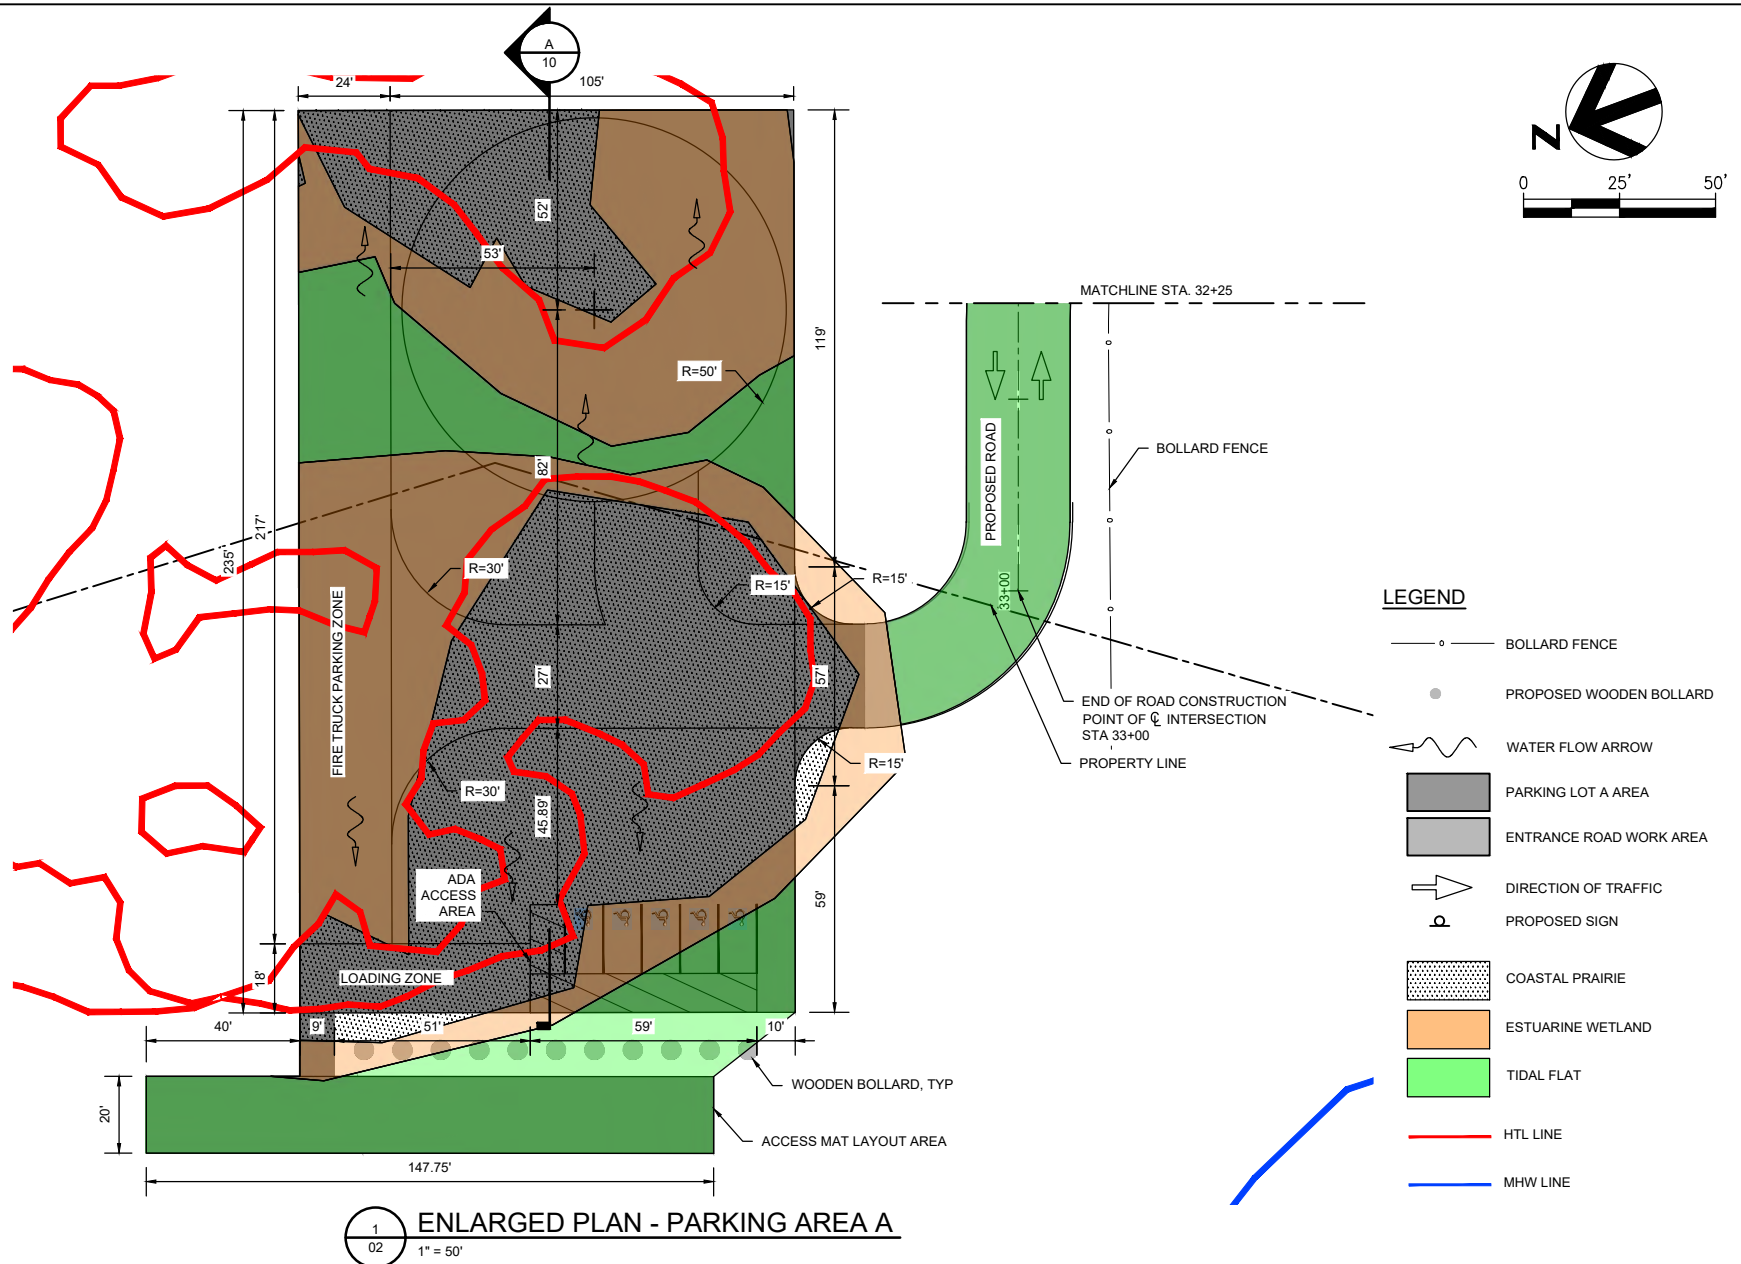 A
10
24'
105'
N
0 25' 50'
52'
53'
MATCHLINE STA. 32+25
119'
R=50'
PROPOSED ROAD
BOLLARD FENCE
82'
217'
235'
R=30'
R=15'
R=15'
33+00
FIRE TRUCK PARKING ZONE
27'
57'
END OF ROAD CONSTRUCTION
POINT OF ℄ INTERSECTION
STA 33+00
PROPERTY LINE
R=15'
R=30'
45.89'
ADA
ACCESS
AREA
59'
18'
LOADING ZONE
40'
9'
51'
59'
10'
WOODEN BOLLARD, TYP
20'
ACCESS MAT LAYOUT AREA
147.75'
1
02
ENLARGED PLAN - PARKING AREA A
1" = 50'
LEGEND
BOLLARD FENCE
PROPOSED WOODEN BOLLARD
WATER FLOW ARROW
PARKING LOT A AREA
ENTRANCE ROAD WORK AREA
DIRECTION OF TRAFFIC
PROPOSED SIGN
COASTAL PRAIRIE
ESTUARINE WETLAND
TIDAL FLAT
HTL LINE
MHW LINE